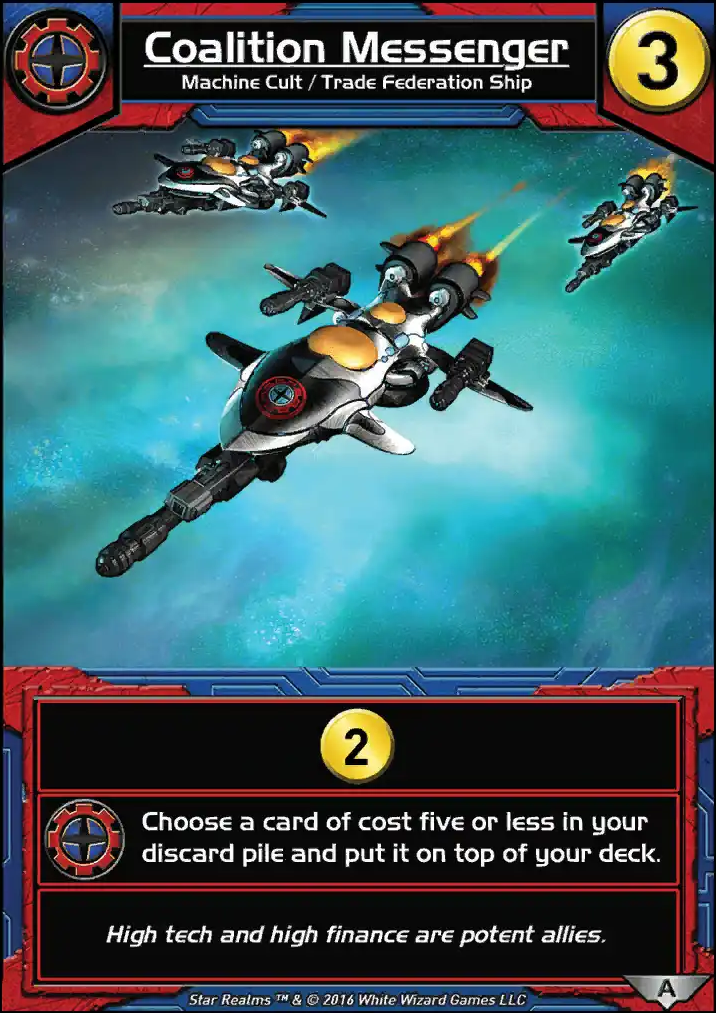 Coalition Messenger
3
Machine Cult / Trade Federation Ship
2
Choose a card of cost five or less in your
discard pile and put it on top of your deck.
High tech and high finance are potent allies.
A
Star Realms ™ & © 2016 White Wizard Games LLC